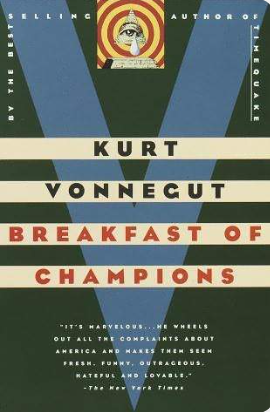 BY THE BEST
SELLING
AUTHOR OF
TIMEQUAKE
KURT
VONNEGUT
BREAKFAST OF
CHAMPIONS
"IT'S MARVELOUS...HE WHEELS
OUT ALL THE COMPLAINTS ABOUT
AMERICA AND MAKES THEM SEEM
FRESH, FUNNY, OUTRAGEOUS,
HATEFUL AND LOVABLE."
-The New York Times